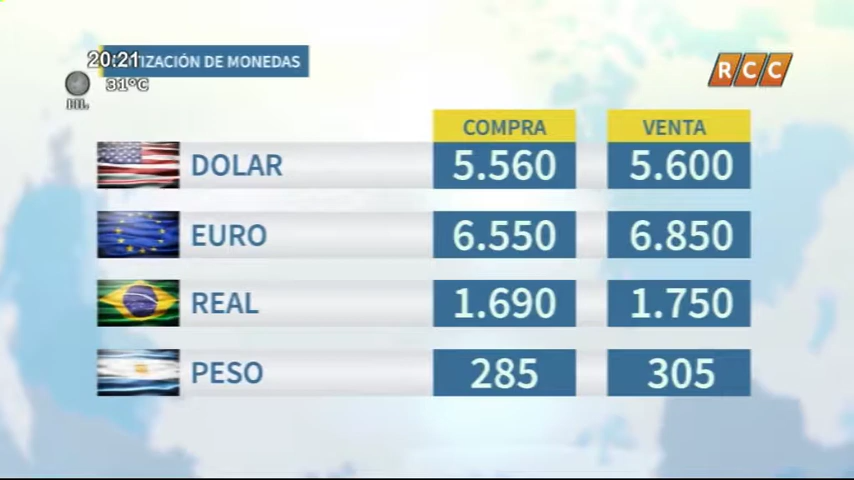 20:21
COTIZACIÓN DE MONEDAS
31°C
RCC
COMPRA VENTA
DOLAR 5.560 5.600
EURO 6.550 6.850
REAL 1.690 1.750
PESO 285 305